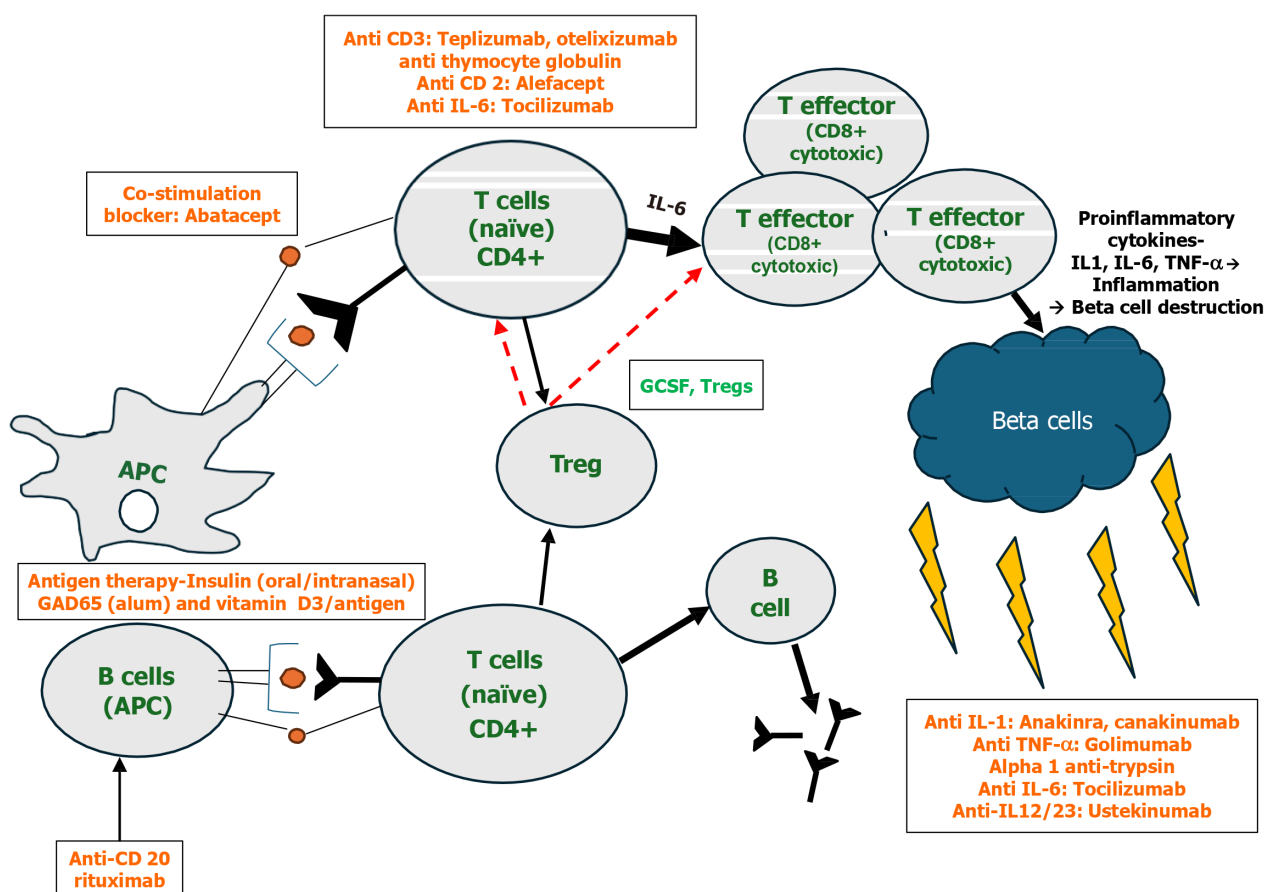 Anti CD3: Teplizumab, otelixizumab
anti thymocyte globulin
Anti CD 2: Alefacept
Anti IL-6: Tocilizumab
T effector
(CD8+
cytotoxic)
Co-stimulation
blocker: Abatacept
T cells
(naïve)
CD4+
IL-6
T effector
(CD8+
cytotoxic)
T effector
(CD8+
cytotoxic)
Proinflammatory
cytokines-
IL1, IL-6, TNF-α→
Inflammation
→ Beta cell destruction
GCSF, Tregs
Beta cells
APC
Treg
Antigen therapy-Insulin (oral/intranasal)
GAD65 (alum) and vitamin D3/antigen
B
cell
B cells
(APC)
T cells
(naïve)
CD4+
Anti IL-1: Anakinra, canakinumab
Anti TNF-α: Golimumab
Alpha 1 anti-trypsin
Anti IL-6: Tocilizumab
Anti-IL12/23: Ustekinumab
Anti-CD 20
rituximab